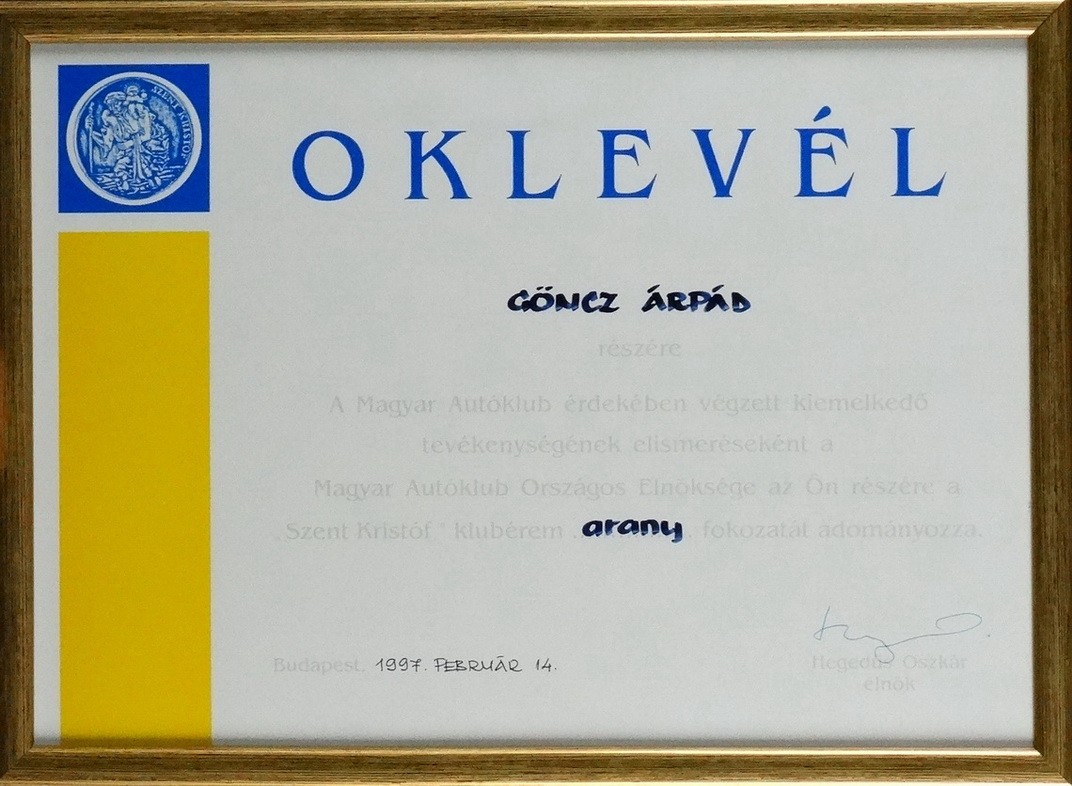 SZENT KRISTÓF
OKLEVÉL
GÖNCZ ÁRPÁD
részére
A Magyar Autóklub érdekében végzett kiemelkedő
tevékenységének elismeréseként a
Magyar Autóklub Országos Elnöksége az Ön részére a
„Szent Kristóf" klubérem arany fokozatát adományozza.
Budapest, 1997. FEBRUÁR 14.
Hegedűs Oszkár
elnök